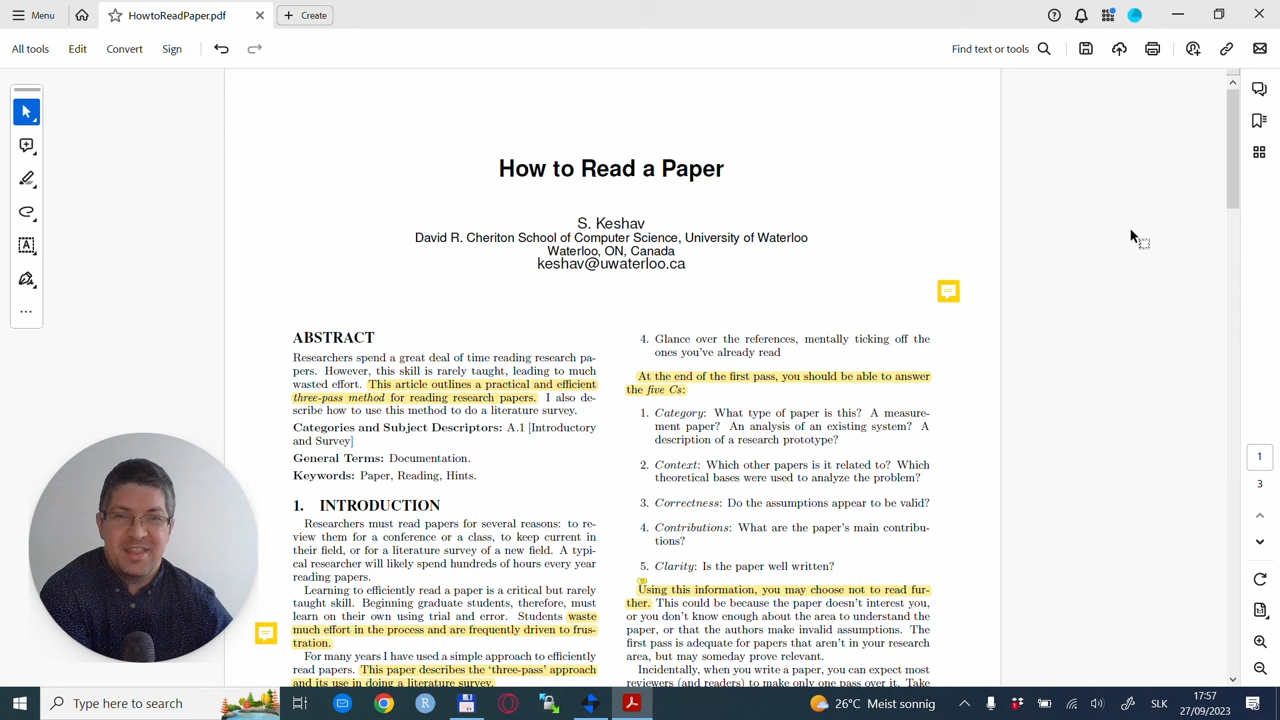 Menu
HowtoReadPaper.pdf
Create
All tools
Edit
Convert
Sign
Find text or tools
How to Read a Paper
S. Keshav
David R. Cheriton School of Computer Science, University of Waterloo
Waterloo, ON, Canada
keshav@uwaterloo.ca
ABSTRACT
Researchers spend a great deal of time reading research pa-
pers. However, this skill is rarely taught, leading to much
wasted effort. This article outlines a practical and efficient
three-pass method for reading research papers. I also de-
scribe how to use this method to do a literature survey.
Categories and Subject Descriptors: A.1 [Introductory
and Survey]
General Terms: Documentation.
Keywords: Paper, Reading, Hints.
1. INTRODUCTION
Researchers must read papers for several reasons: to re-
view them for a conference or a class, to keep current in
their field, or for a literature survey of a new field. A typi-
cal researcher will likely spend hundreds of hours every year
reading papers.
Learning to efficiently read a paper is a critical but rarely
taught skill. Beginning graduate students, therefore, must
learn on their own using trial and error. Students waste
much effort in the process and are frequently driven to frus-
tration.
For many years I have used a simple approach to efficiently
read papers. This paper describes the 'three-pass' approach
and its use in doing a literature survey.
4. Glance over the references, mentally ticking off the
ones you've already read
At the end of the first pass, you should be able to answer
the five Cs:
1. Category: What type of paper is this? A measure-
ment paper? An analysis of an existing system? A
description of a research prototype?
2. Context: Which other papers is it related to? Which
theoretical bases were used to analyze the problem?
3. Correctness: Do the assumptions appear to be valid?
4. Contributions: What are the paper's main contribu-
tions?
5. Clarity: Is the paper well written?
Using this information, you may choose not to read fur-
ther. This could be because the paper doesn't interest you,
or you don't know enough about the area to understand the
paper, or that the authors make invalid assumptions. The
first pass is adequate for papers that aren't in your research
area, but may someday prove relevant.
Incidentally, when you write a paper, you can expect most
reviewers (and readers) to make only one pass over it. Take
1
3
Type here to search
26°C Meist sonnig
SLK
17:57
27/09/2023